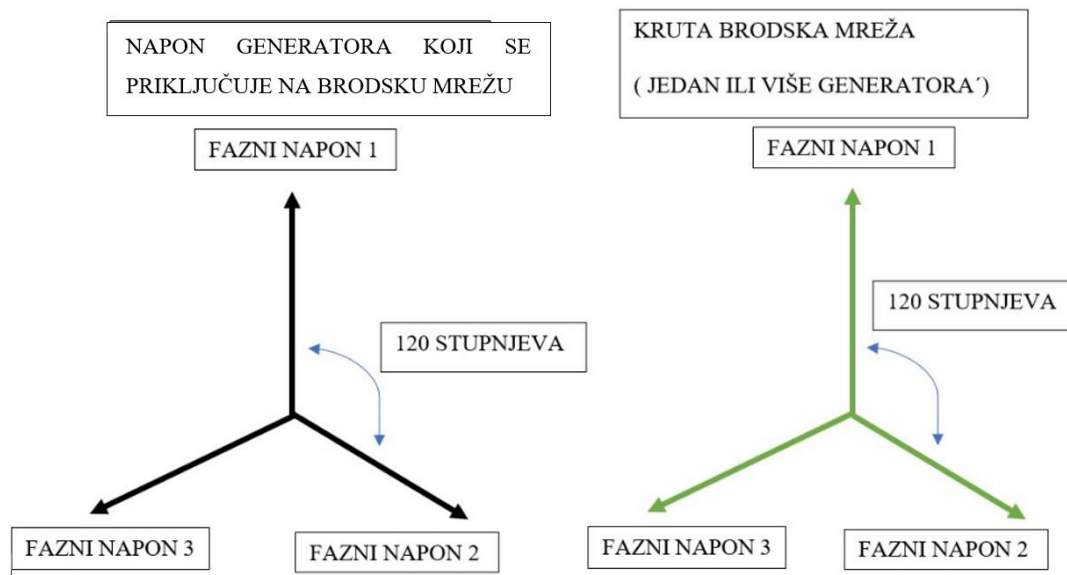 NAPON GENERATORA KOJI SE
PRIKLJUČUJE NA BRODSKU MREŽU
FAZNI NAPON 1
120 STUPNJEVA
FAZNI NAPON 3
FAZNI NAPON 2
KRUTA BRODSKA MREŽA
( JEDAN ILI VIŠE GENERATORA´)
FAZNI NAPON 1
120 STUPNJEVA
FAZNI NAPON 3
FAZNI NAPON 2